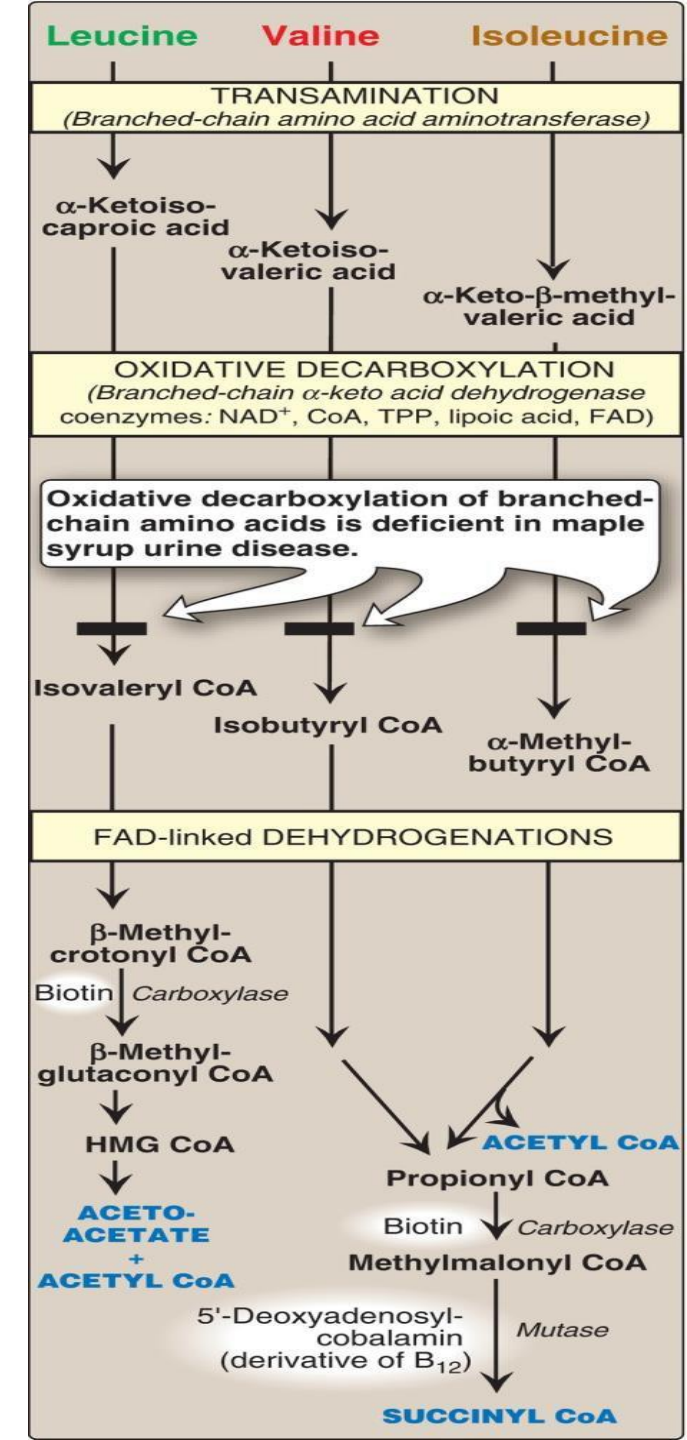 Leucine Valine Isoleucine
TRANSAMINATION
(Branched-chain amino acid aminotransferase)
α-Ketoiso-
caproic acid
α-Ketoiso-
valeric acid
α-Keto-β-methyl-
valeric acid
OXIDATIVE DECARBOXYLATION
(Branched-chain α-keto acid dehydrogenase
coenzymes: NAD⁺, CoA, TPP, lipoic acid, FAD)
Oxidative decarboxylation of branched-
chain amino acids is deficient in maple
syrup urine disease.
Isovaleryl CoA
Isobutyryl CoA
α-Methyl-
butyryl CoA
FAD-linked DEHYDROGENATIONS
β-Methyl-
crotonyl CoA
Biotin Carboxylase
β-Methyl-
glutaconyl CoA
HMG CoA
ACETO-
ACETATE
+
ACETYL CoA
ACETYL CoA
Propionyl CoA
Biotin Carboxylase
Methylmalonyl CoA
5'-Deoxyadenosyl-
cobalamin
(derivative of B₁₂)
Mutase
SUCCINYL CoA